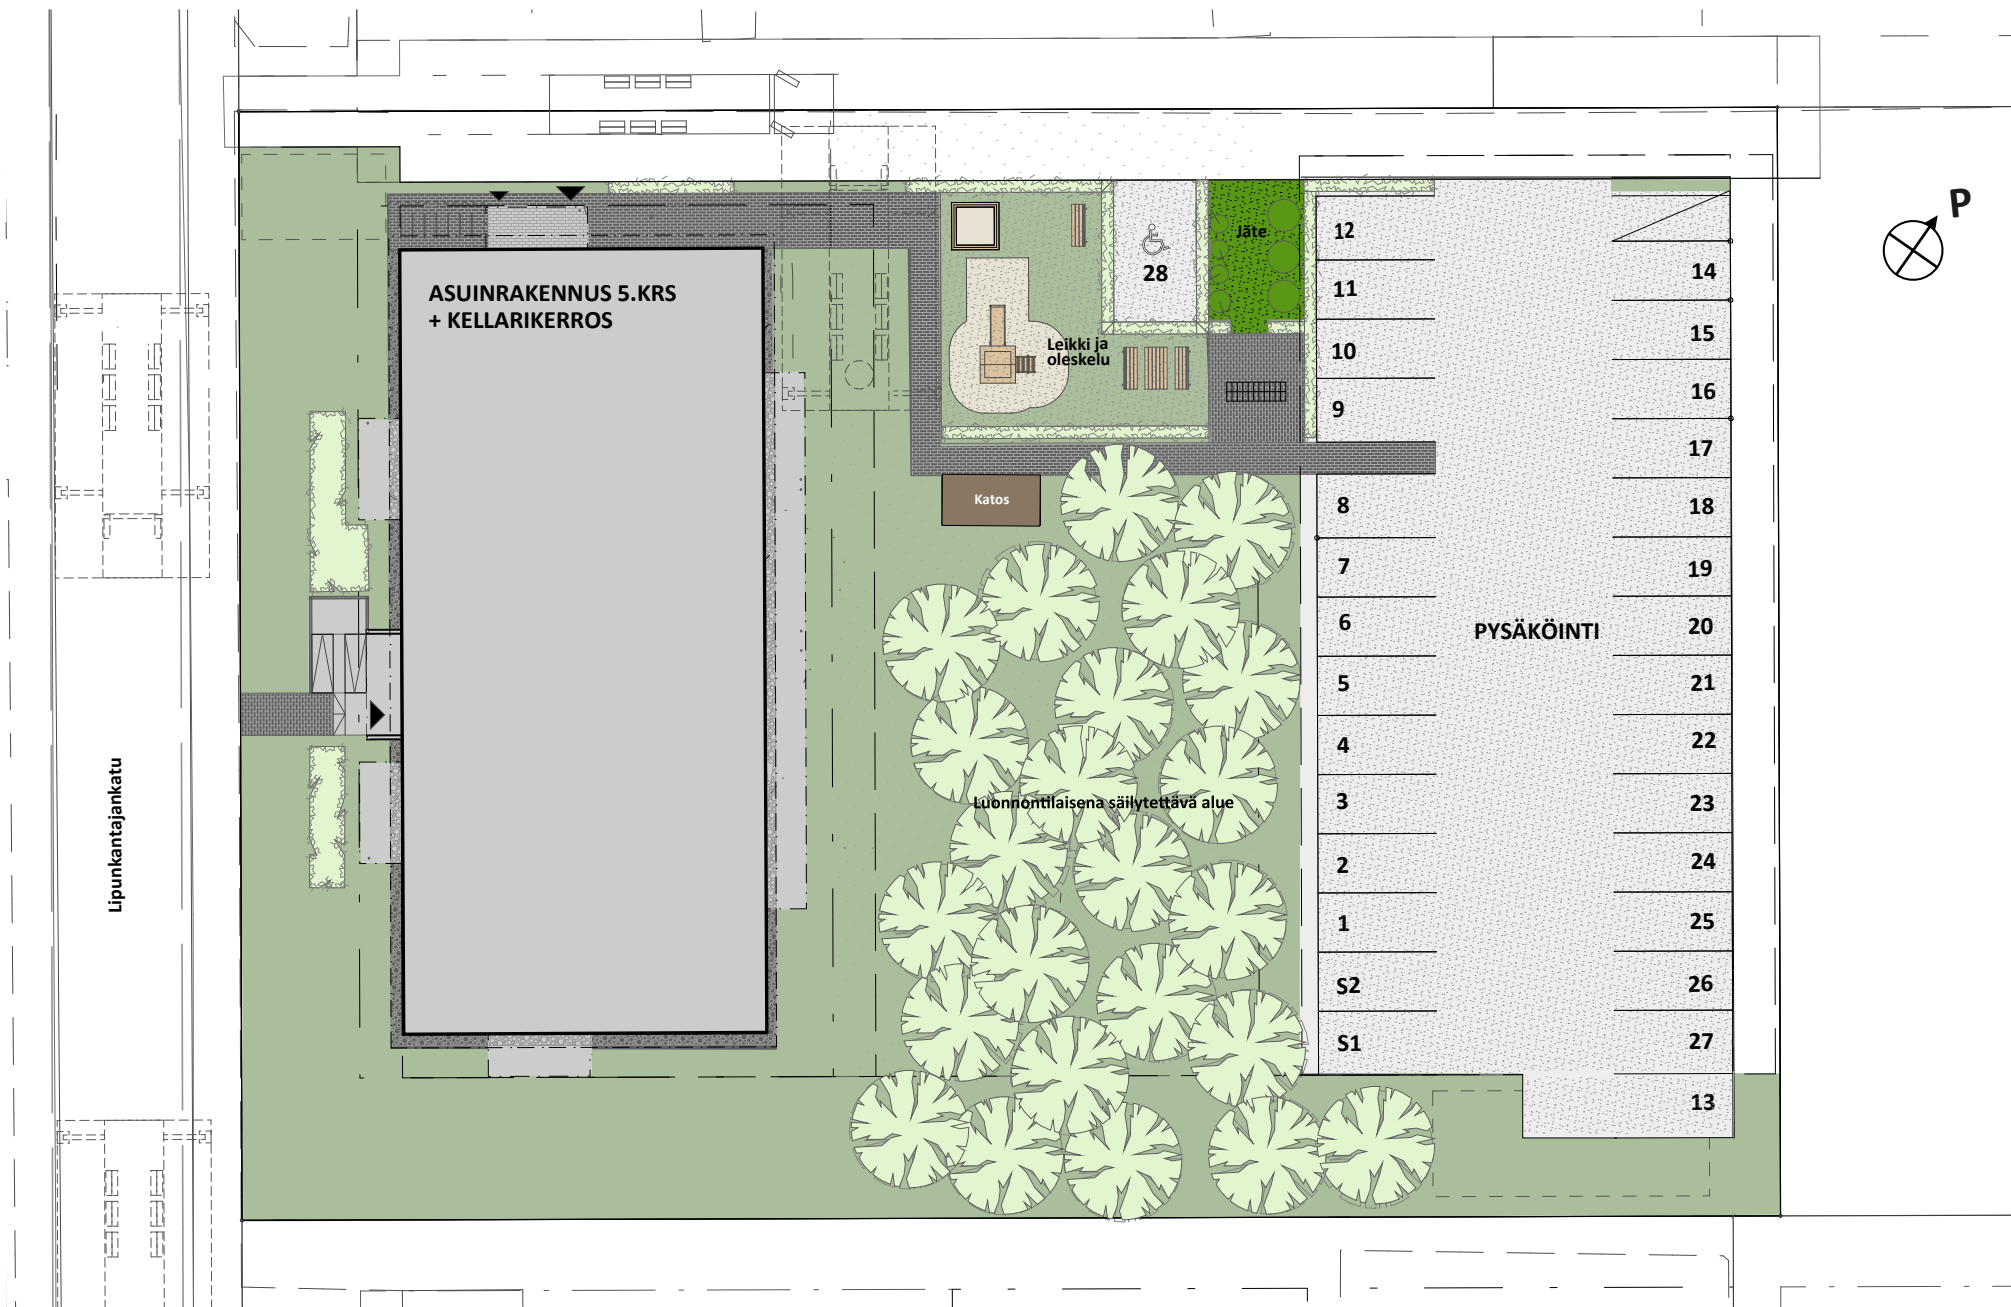 P
ASUINRAKENNUS 5.KRS
+ KELLARIKERROS
Leikki ja
oleskelu
28
Jäte
Katos
Luonnontilaisena säilytettävä alue
Lipunkantajankatu
PYSÄKÖINTI
12
11
10
9
8
7
6
5
4
3
2
1
S2
S1
14
15
16
17
18
19
20
21
22
23
24
25
26
27
13